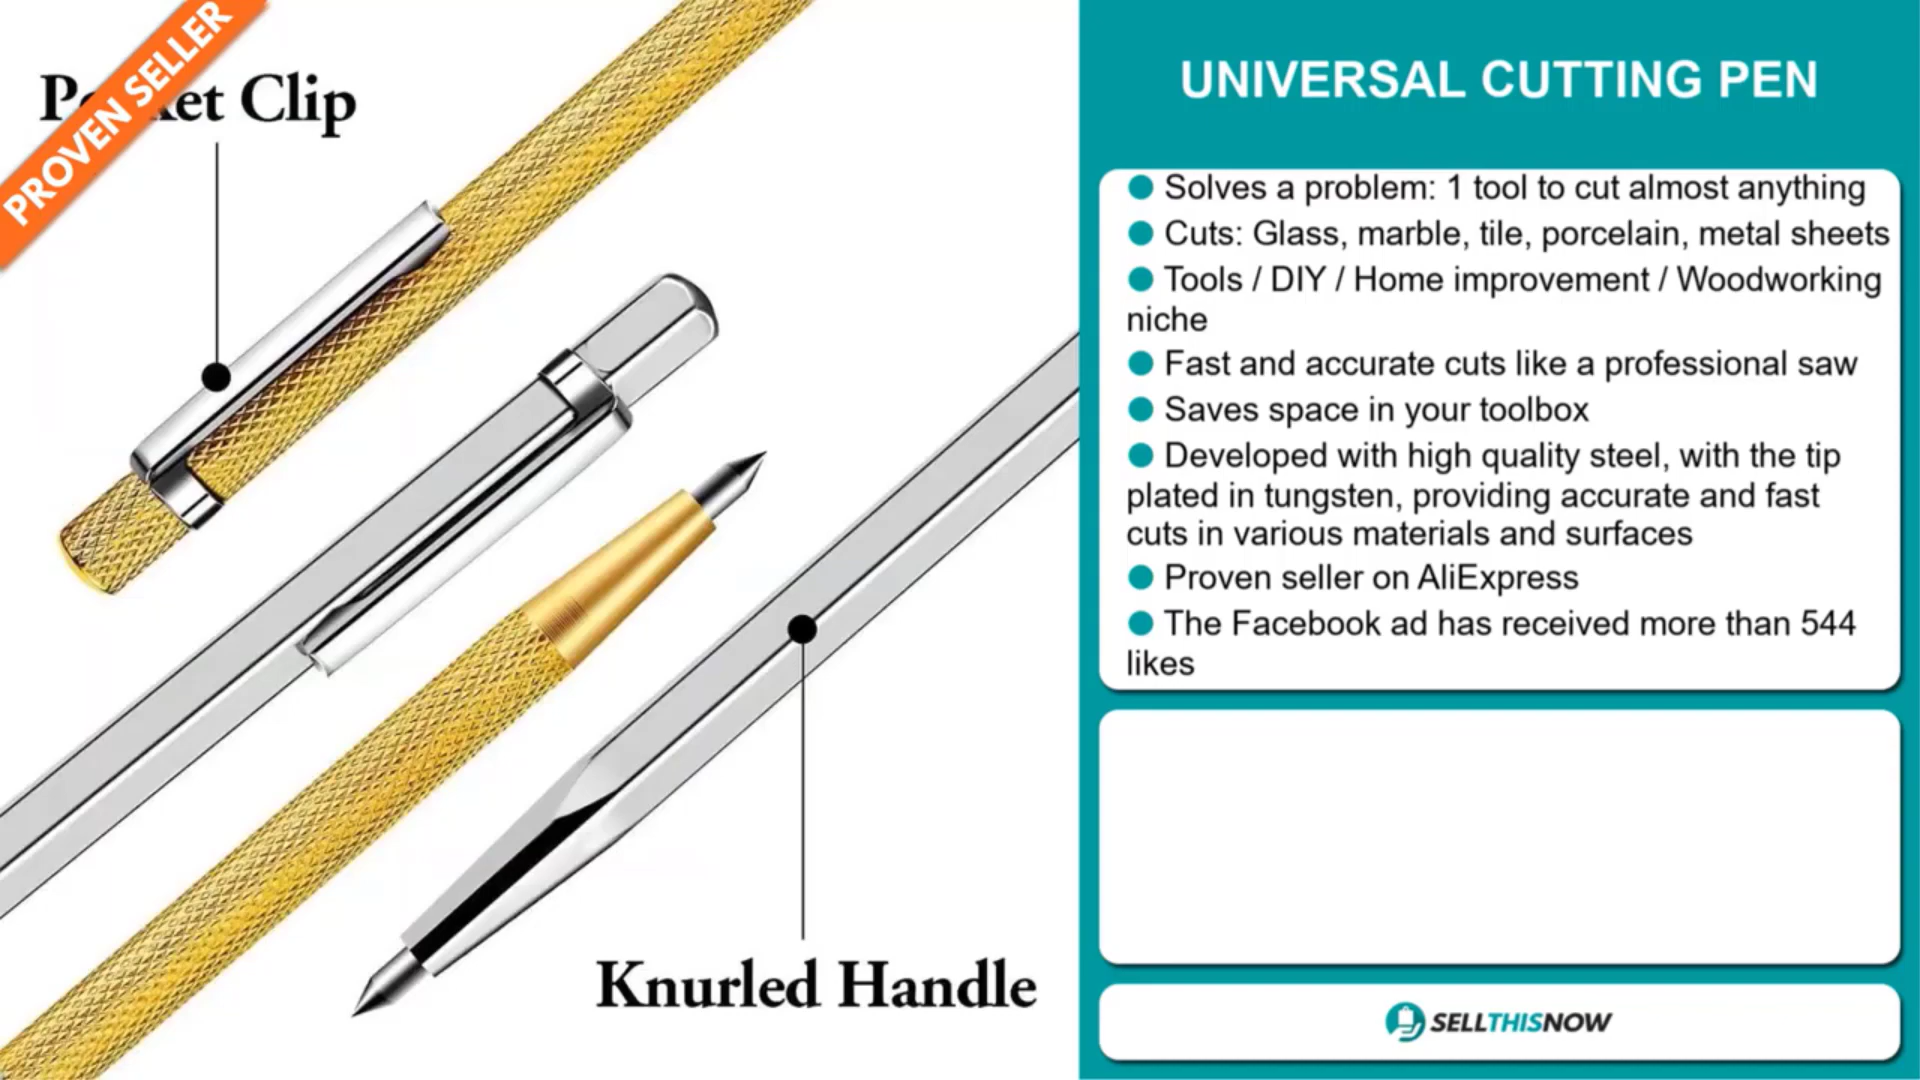 PROVEN SELLER
Clip
Knurled Handle
UNIVERSAL CUTTING PEN
Solves a problem: 1 tool to cut almost anything
Cuts: Glass, marble, tile, porcelain, metal sheets
Tools / DIY / Home improvement / Woodworking
niche
Fast and accurate cuts like a professional saw
Saves space in your toolbox
Developed with high quality steel, with the tip
plated in tungsten, providing accurate and fast
cuts in various materials and surfaces
Proven seller on AliExpress
The Facebook ad has received more than 544
likes
SELLTHISNOW